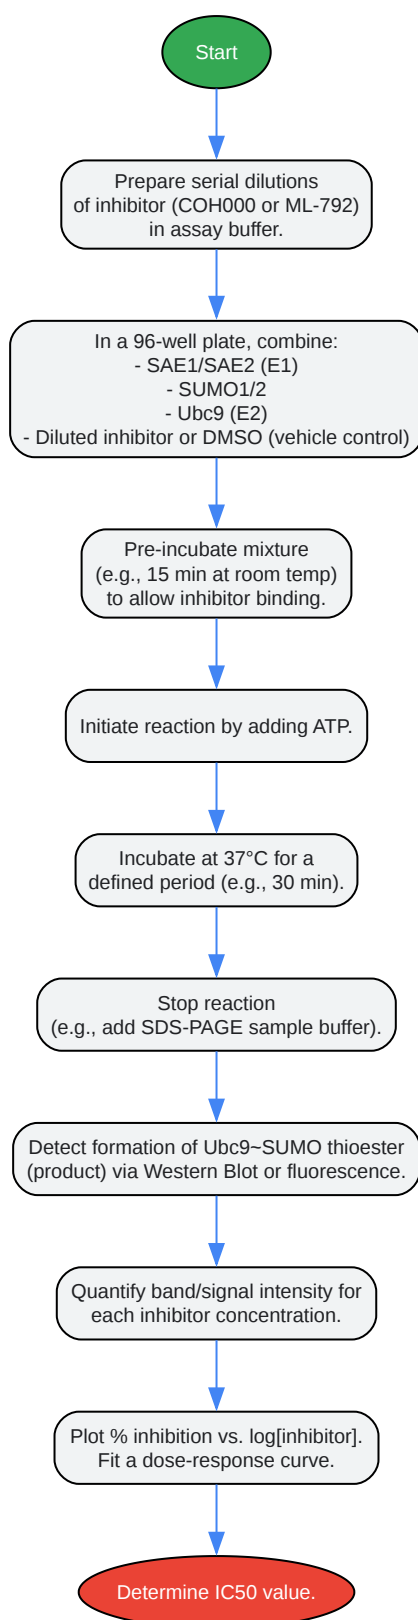 Start
Prepare serial dilutions
of inhibitor (COH000 or ML-792)
in assay buffer.
In a 96-well plate, combine:
- SAE1/SAE2 (E1)
- SUMO1/2
- Ubc9 (E2)
- Diluted inhibitor or DMSO (vehicle control)
Pre-incubate mixture
(e.g., 15 min at room temp)
to allow inhibitor binding.
Initiate reaction by adding ATP.
Incubate at 37°C for a
defined period (e.g., 30 min).
Stop reaction
(e.g., add SDS-PAGE sample buffer).
Detect formation of Ubc9~SUMO thioester
(product) via Western Blot or fluorescence.
Quantify band/signal intensity for
each inhibitor concentration.
Plot % inhibition vs. log[inhibitor].
Fit a dose-response curve.
Determine IC50 value.